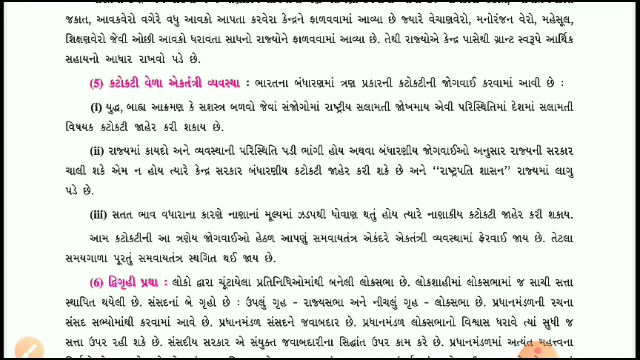 જકાત, આવકવેરો વગેરે વધુ આવકો આપતા કરવેરા કેન્દ્રને ફાળવવામાં આવ્યા છે જ્યારે વેચાણવેરો, મનોરંજન વેરો, મહેસૂલ,
શિક્ષણવેરો જેવી ઓછી આવકો ધરાવતા સાધનો રાજ્યોને ફાળવવામાં આવ્યા છે. તેથી રાજ્યોએ કેન્દ્ર પાસેથી ગ્રાન્ટ સ્વરૂપે આર્થિક
સહાયનો આધાર રાખવો પડે છે.
(5) કટોકટી વેળા એકતંત્રી વ્યવસ્થા : ભારતના બંધારણમાં ત્રણ પ્રકારની કટોકટીની જોગવાઈ કરવામાં આવી છે :
(i) યુદ્ધ, બાહ્ય આક્રમણ કે સશસ્ત્ર બળવો જેવાં સંજોગોમાં રાષ્ટ્રીય સલામતી જોખમાય એવી પરિસ્થિતિમાં દેશમાં સલામતી
વિષયક કટોકટી જાહેર કરી શકાય છે.
(ii) રાજ્યમાં કાયદો અને વ્યવસ્થાની પરિસ્થિતિ પડી ભાંગી હોય અથવા બંધારણીય જોગવાઈઓ અનુસાર રાજ્યની સરકાર
ચાલી શકે એમ ન હોય ત્યારે કેન્દ્ર સરકાર બંધારણીય કટોકટી જાહેર કરી શકે છે અને “રાષ્ટ્રપતિ શાસન” રાજ્યમાં લાગુ
પડે છે.
(iii) સતત ભાવ વધારાના કારણે નાણાંનાં મૂલ્યમાં ઝડપથી ધોવાણ થતું હોય ત્યારે નાણાકીય કટોકટી જાહેર કરી શકાય.
આમ કટોકટીની આ ત્રણેય જોગવાઈઓ હેઠળ આપણું સમવાયતંત્ર એકંદરે એકતંત્રી વ્યવસ્થામાં ફેરવાઈ જાય છે. તેટલા
સમયગાળા પૂરતું સમવાયતંત્ર સ્થગિત થઈ જાય છે.
(6) દ્વિગૃહી પ્રથા : લોકો દ્વારા ચૂંટાયેલા પ્રતિનિધિઓમાંથી બનેલી લોકસભા છે. લોકશાહીમાં લોકસભામાં જ સાચી સત્તા
સ્થાપિત થયેલી છે. સંસદનાં બે ગૃહો છે : ઉપલું ગૃહ - રાજ્યસભા અને નીચલું ગૃહ - લોકસભા છે. પ્રધાનમંડળની રચના
સંસદ સભ્યોમાંથી કરવામાં આવે છે. પ્રધાનમંડળ સંસદને જવાબદાર છે. પ્રધાનમંડળ લોકસભાનો વિશ્વાસ ધરાવે ત્યાં સુધી જ
સત્તા ઉપર રહી શકે છે. સંસદીય સરકાર એ સંયુક્ત જવાબદારીના સિદ્ધાંત ઉપર કામ કરે છે. પ્રધાનમંડળમાં અત્યંત મહત્ત્વના